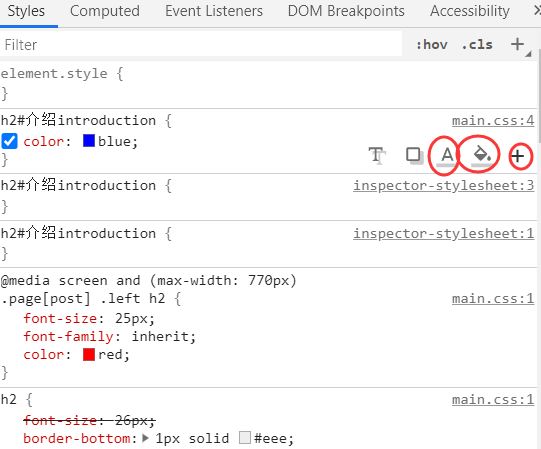 Styles Computed Event Listeners DOM Breakpoints Accessibility
Filter :hov .cls
element.style {
}
h2#介绍introduction { main.css:4
color: blue;
}
h2#介绍introduction { inspector-stylesheet:3
}
h2#介绍introduction { inspector-stylesheet:1
}
@media screen and (max-width: 770px)
.page[post] .left h2 { main.css:1
font-size: 25px;
font-family: inherit;
color: red;
}
h2 { main.css:1
font-size: 26px;
border-bottom: 1px solid #eee;